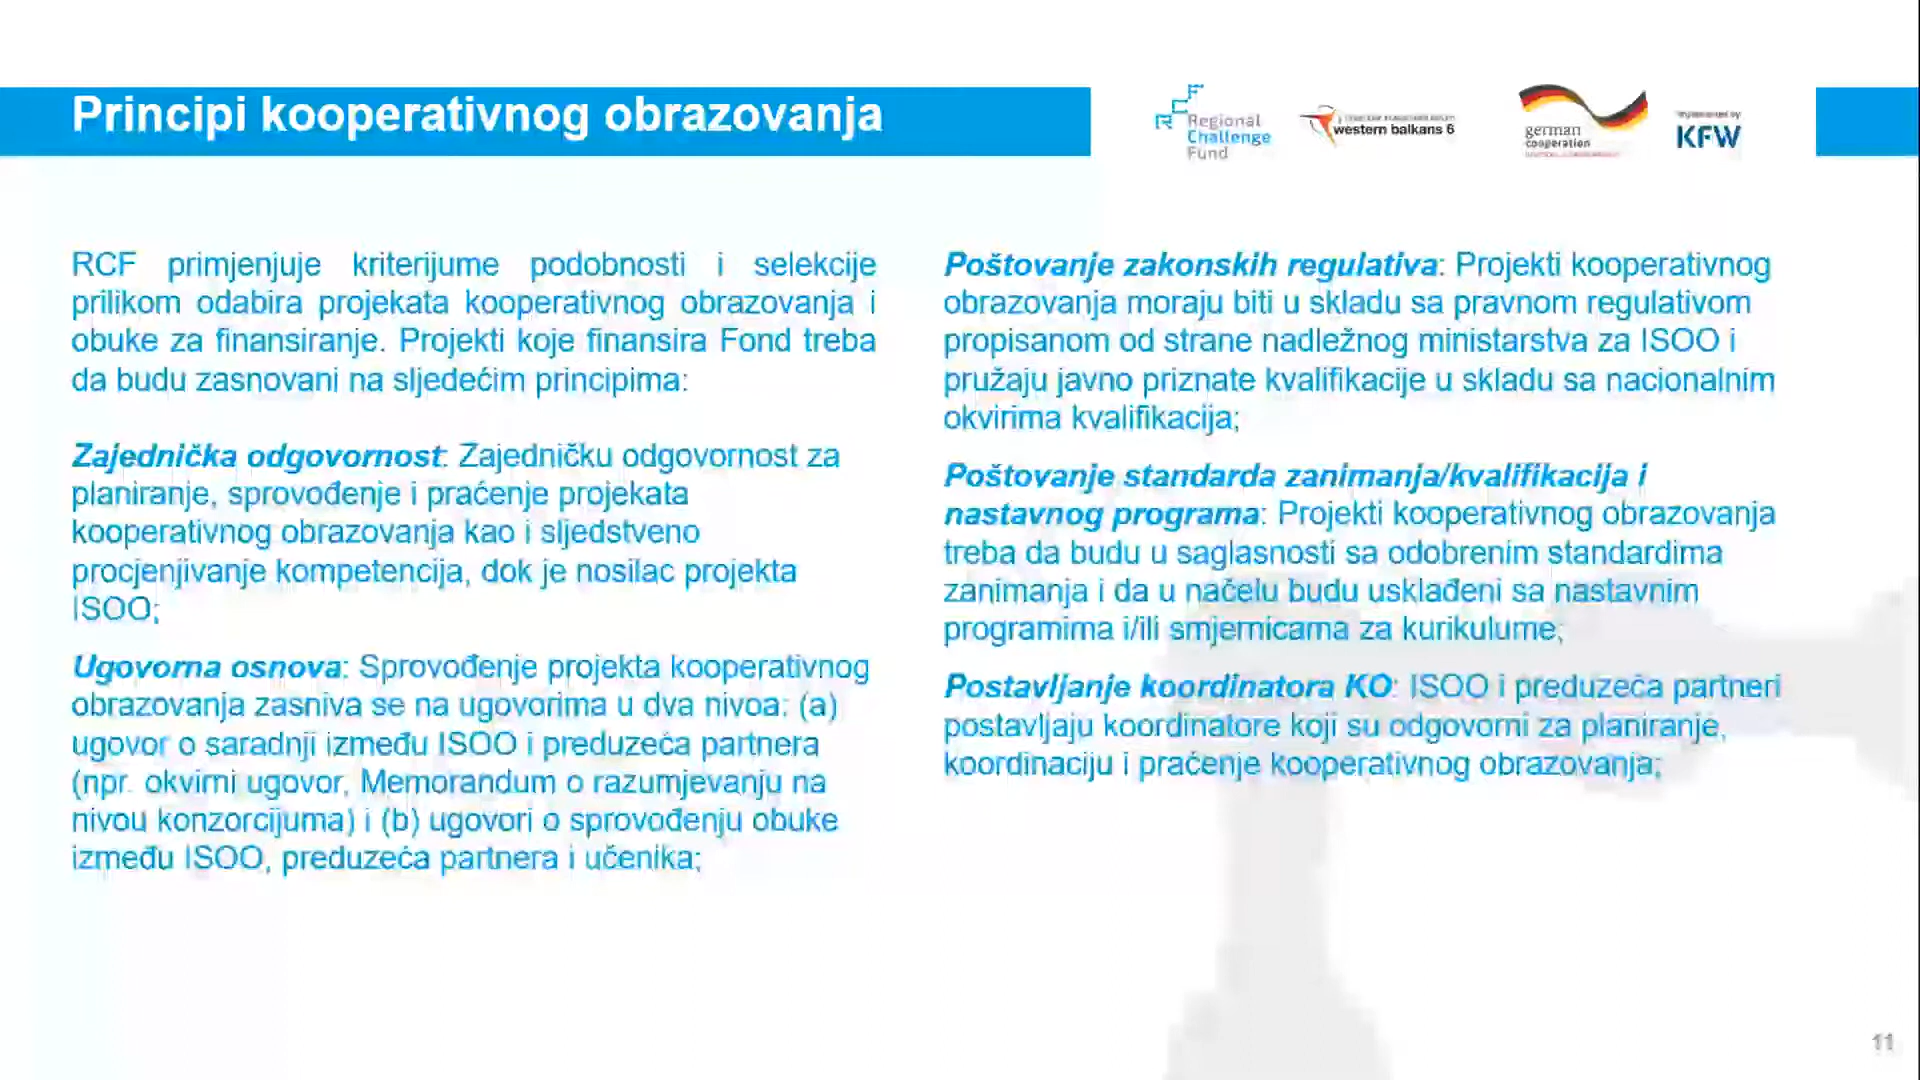 Principi kooperativnog obrazovanja
Regional
Challenge
Fund
western balkans 6
german
cooperation
Implemented by
KFW
RCF primjenjuje kriterijume podobnosti i selekcije
prilikom odabira projekata kooperativnog obrazovanja i
obuke za finansiranje. Projekti koje finansira Fond treba
da budu zasnovani na sljedećim principima:
Zajednička odgovornost: Zajedničku odgovornost za
planiranje, sprovođenje i praćenje projekata
kooperativnog obrazovanja kao i sljedstveno
procjenjivanje kompetencija, dok je nosilac projekta
ISOO;
Ugovorna osnova: Sprovođenje projekta kooperativnog
obrazovanja zasniva se na ugovorima u dva nivoa: (a)
ugovor o saradnji između ISOO i preduzeća partnera
(npr. okvirni ugovor, Memorandum o razumjevanju na
nivou konzorcijuma) i (b) ugovori o sprovođenju obuke
između ISOO, preduzeća partnera i učenika;
Poštovanje zakonskih regulativa: Projekti kooperativnog
obrazovanja moraju biti u skladu sa pravnom regulativom
propisanom od strane nadležnog ministarstva za ISOO i
pružaju javno priznate kvalifikacije u skladu sa nacionalnim
okvirima kvalifikacija;
Poštovanje standarda zanimanja/kvalifikacija i
nastavnog programa: Projekti kooperativnog obrazovanja
treba da budu u saglasnosti sa odobrenim standardima
zanimanja i da u načelu budu usklađeni sa nastavnim
programima i/ili smjernicama za kurikulume;
Postavljanje koordinatora KO: ISOO i preduzeća partneri
postavljaju koordinatore koji su odgovorni za planiranje,
koordinaciju i praćenje kooperativnog obrazovanja;
11